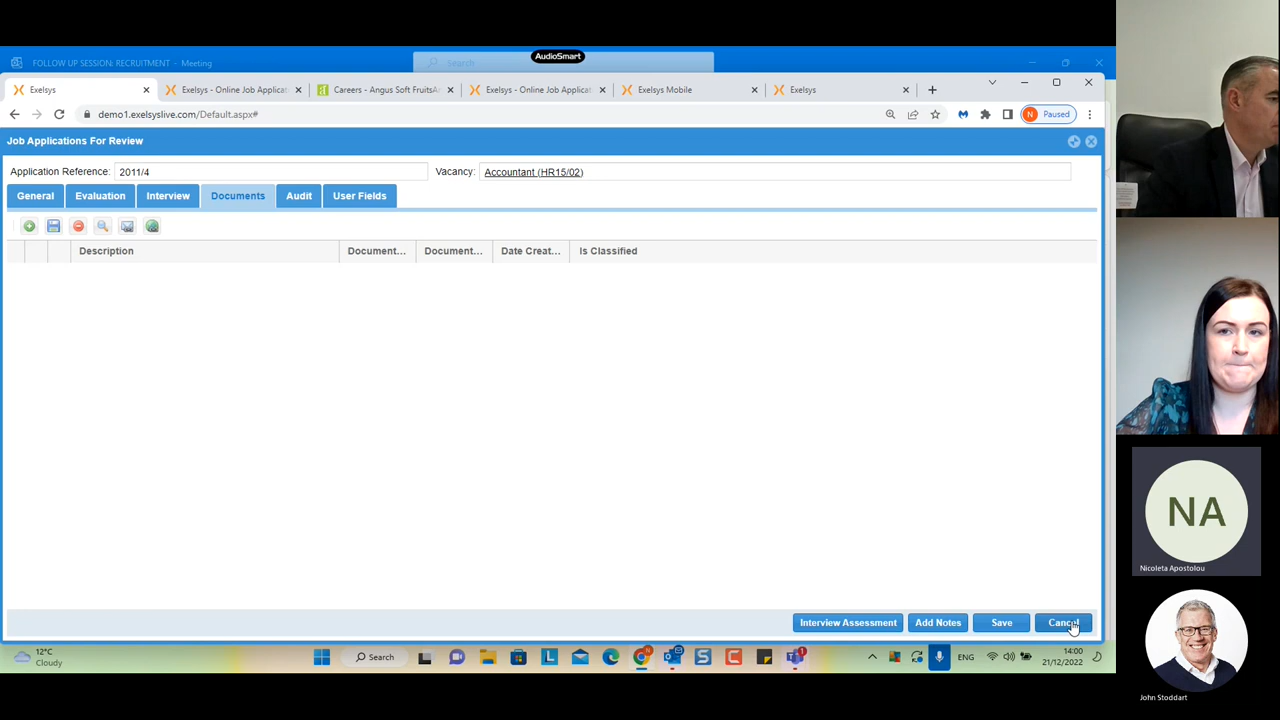 AudioSmart
FOLLOW UP SESSION: RECRUITMENT - Meeting
Search
Exelsys
Exelsys - Online Job Applicat
Careers - Angus Soft Fruits
Exelsys - Online Job Applicat
Exelsys Mobile
Exelsys
demo1.exelsyslive.com/Default.aspx#
N
Paused
Job Applications For Review
Application Reference: 2011/4
Vacancy: Accountant (HR15/02)
General
Evaluation
Interview
Documents
Audit
User Fields
Description
Document...
Document...
Date Creat...
Is Classified
Interview Assessment
Add Notes
Save
Cancel
12°C
Cloudy
Search
ENG
14:00
21/12/2022
NA
Nicoleta Apostolou
John Stoddart